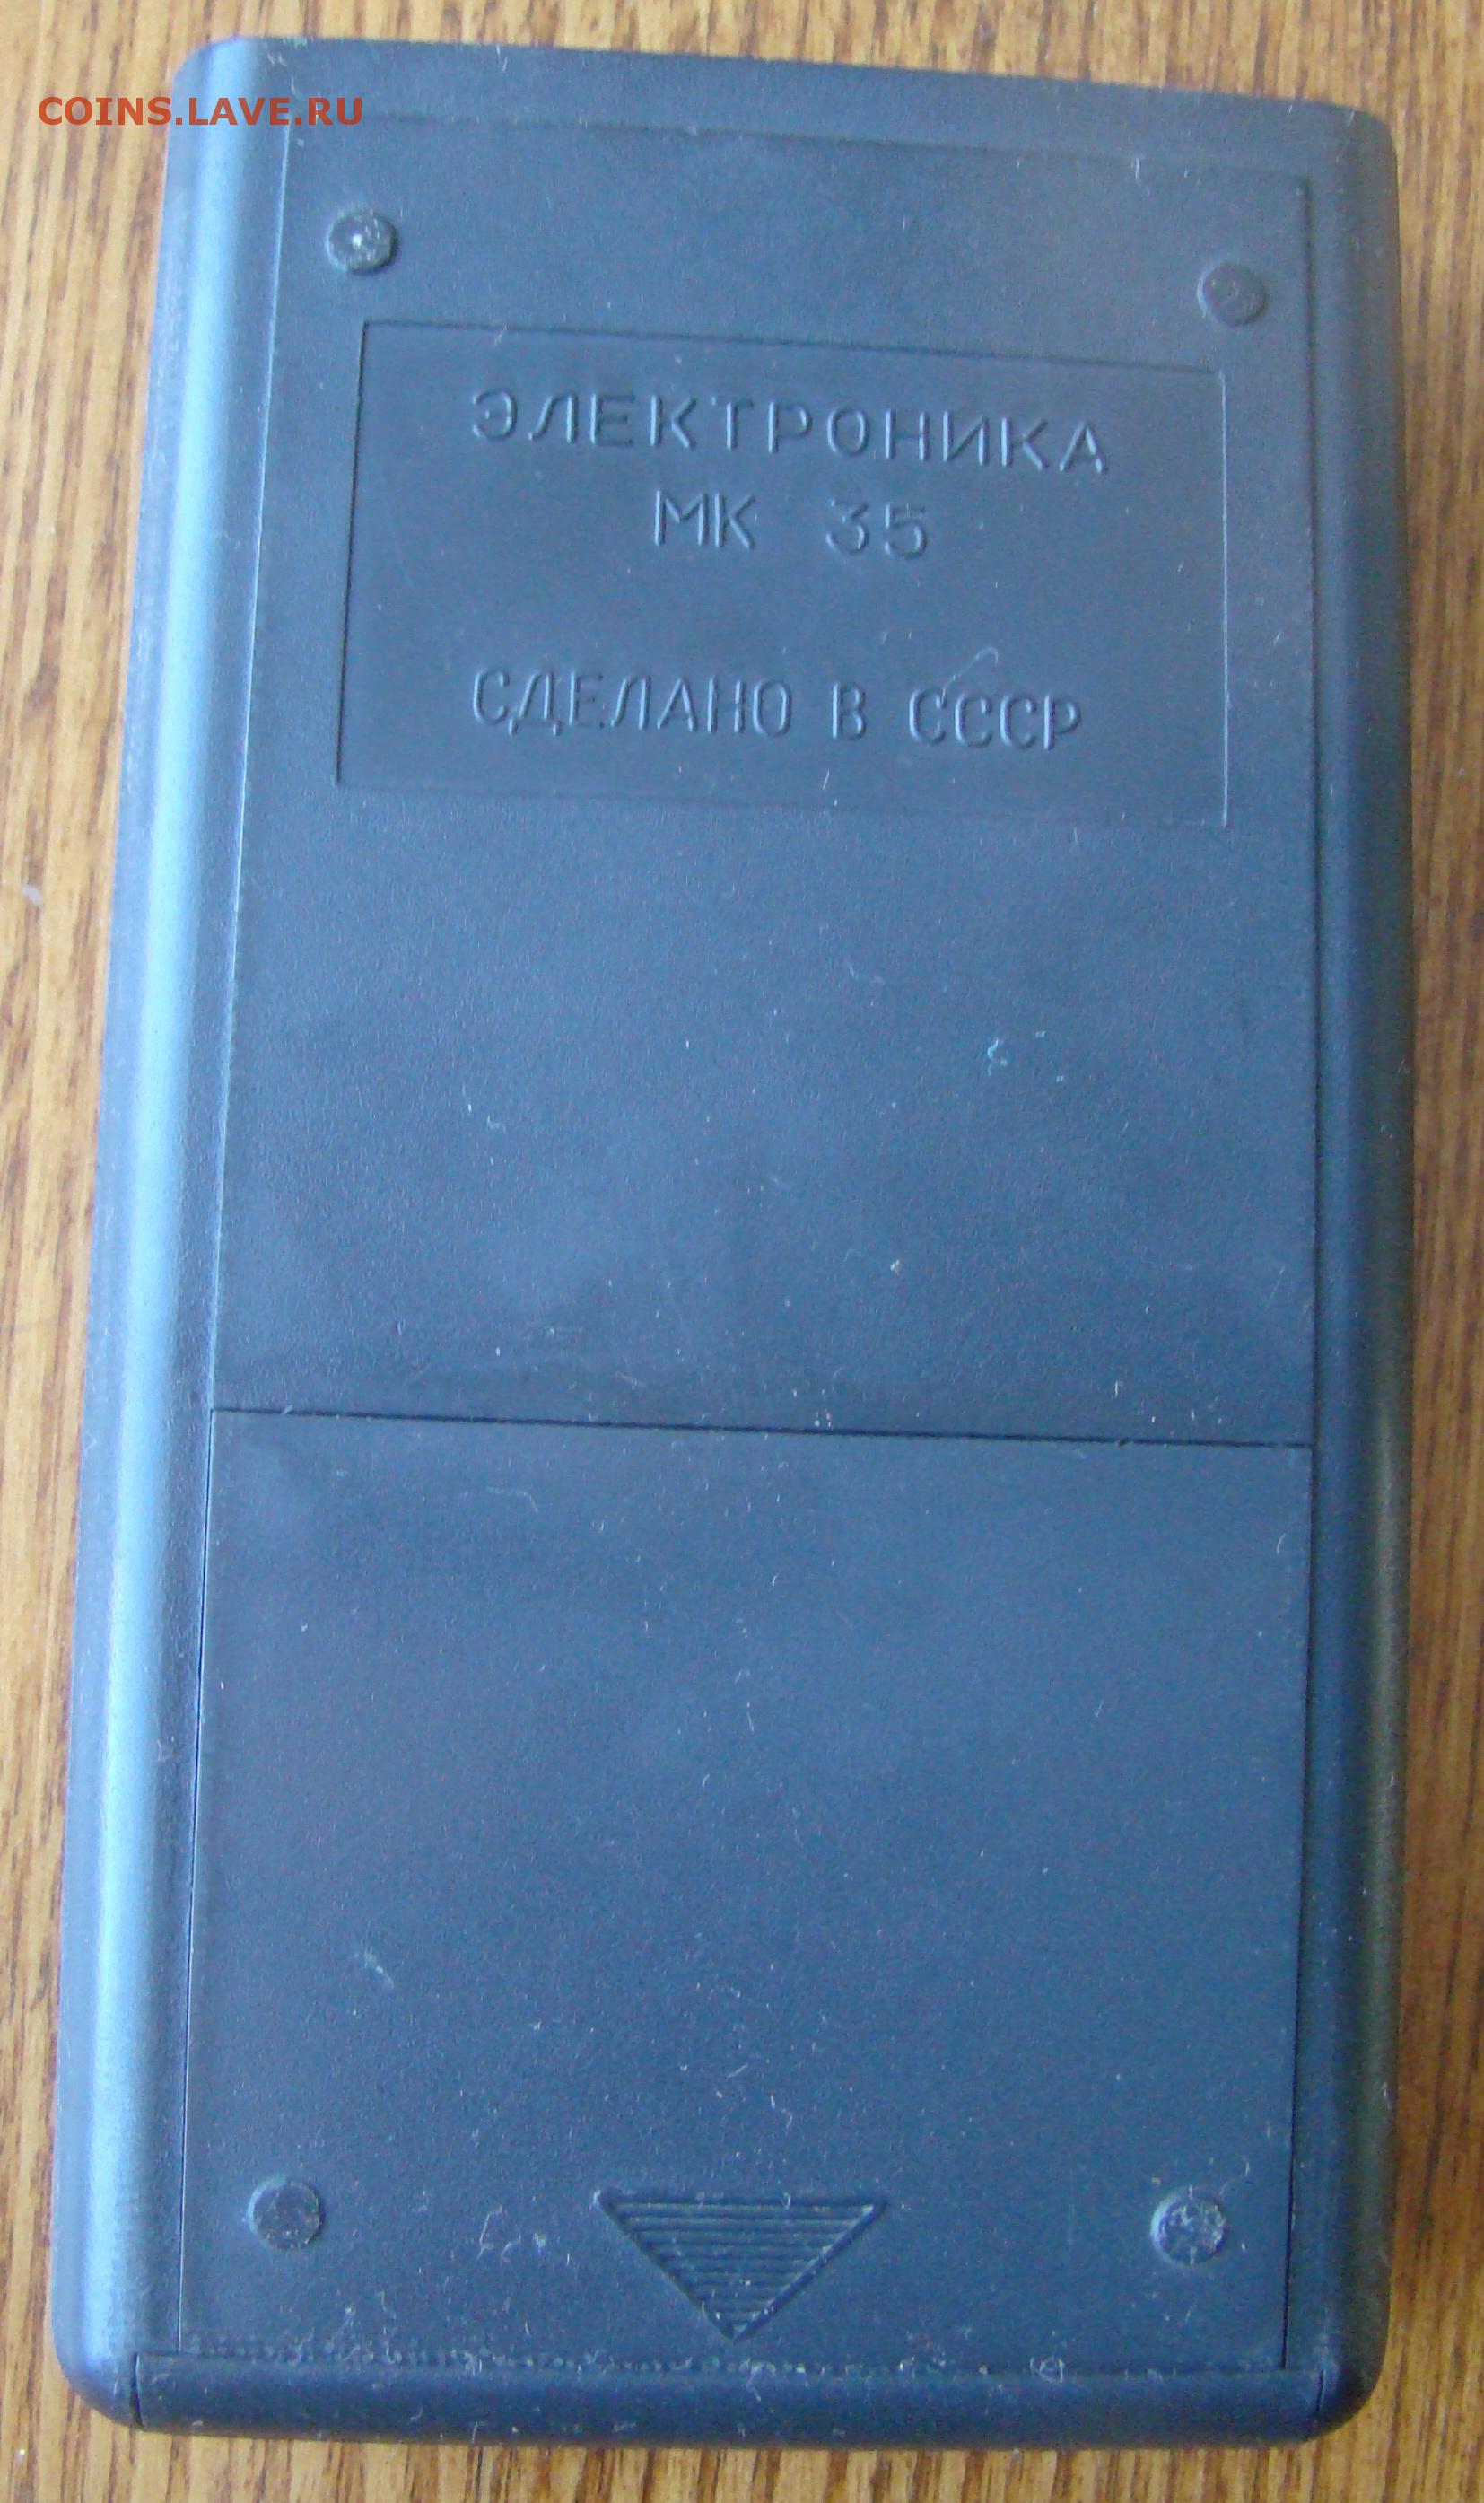 COINS.LAVE.RU
ЭЛЕКТРОНИКА
МК 35
СДЕЛАНО В СССР